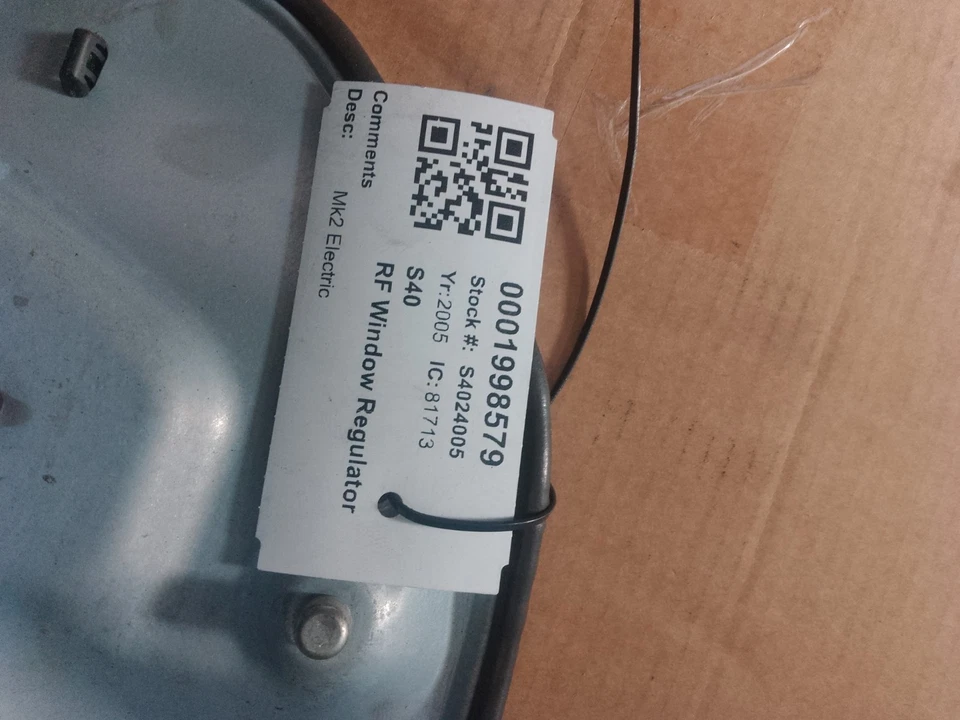 0001998579
Stock #: S4024005
Yr:2005 IC:81713
S40
RF Window Regulator
Comments
Desc: Mk2 Electric